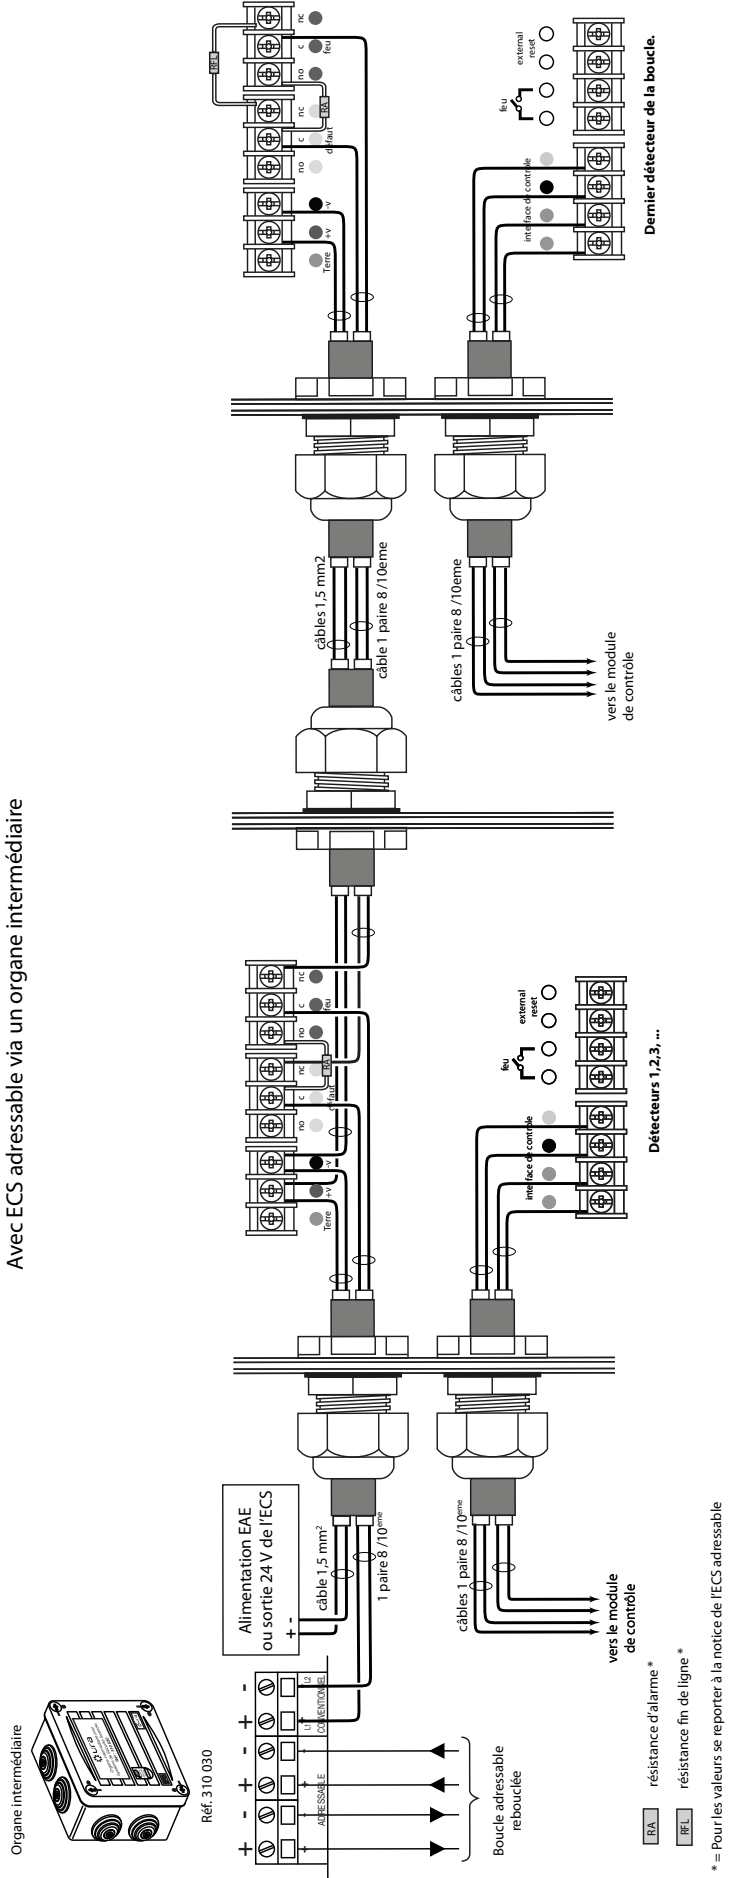 Avec ECS adressable via un organe intermédiaire
Organe intermédiaire
ura
Réf. 310 030
+ - + - + -
+ - + - L1 L2
ADRESSABLE
CONVENTIONNEL
Boucle adressable
rebouclée
Alimentation EAE
ou sortie 24 V de l'ECS
+ -
câble 1,5 mm²
1 paire 8 /10eme
câbles 1 paire 8 /10eme
vers le module
de contrôle
Terre +v -v no c nc no c nc
défaut
feu
RA
interface de controle
feu
external
reset
Détecteurs 1,2,3, ...
câbles 1,5 mm2
câble 1 paire 8 /10eme
câbles 1 paire 8 /10eme
vers le module
de contrôle
Terre +v -v no c nc no c nc
défaut
feu
RA
RFL
interface de controle
feu
external
reset
Dernier détecteur de la boucle.
RA résistance d'alarme *
RFL résistance fin de ligne *
* = Pour les valeurs se reporter à la notice de l'ECS adressable